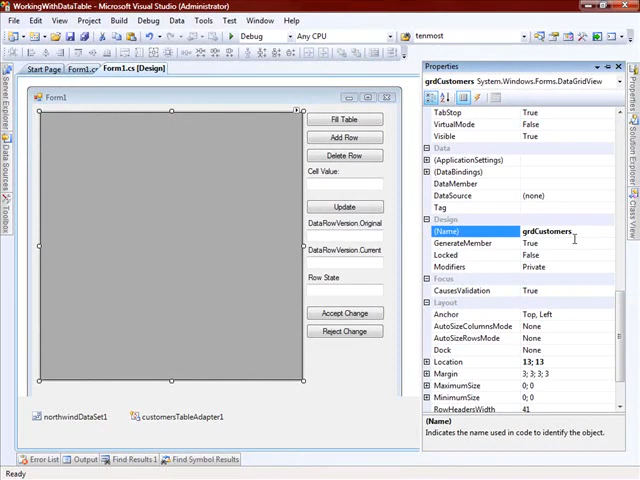 WorkingWithDataTable - Microsoft Visual Studio (Administrator)
File Edit View Project Build Debug Data Tools Test Window Help
Debug Any CPU tenmost
Start Page Form1.cs Form1.cs [Design]
Server Explorer
Data Sources
Toolbox
Form1
Fill Table
Add Row
Delete Row
Cell Value:
Update
DataRowVersion.Original
DataRowVersion.Current
Row State
Accept Change
Reject Change
northwindDataSet1 customersTableAdapter1
Properties
grdCustomers System.Windows.Forms.DataGridView
TabStop True
VirtualMode False
Visible True
Data
(ApplicationSettings)
(DataBindings)
DataMember
DataSource (none)
Tag
Design
(Name) grdCustomers
GenerateMember True
Locked False
Modifiers Private
Focus
CausesValidation True
Layout
Anchor Top, Left
AutoSizeColumnsMode None
AutoSizeRowsMode None
Dock None
Location 13; 13
Margin 3; 3; 3; 3
MaximumSize 0; 0
MinimumSize 0; 0
RowHeadersWidth 41
(Name)
Indicates the name used in code to identify the object.
Properties
Solution Explorer
Class View
Error List Output Find Results 1 Find Symbol Results
Ready